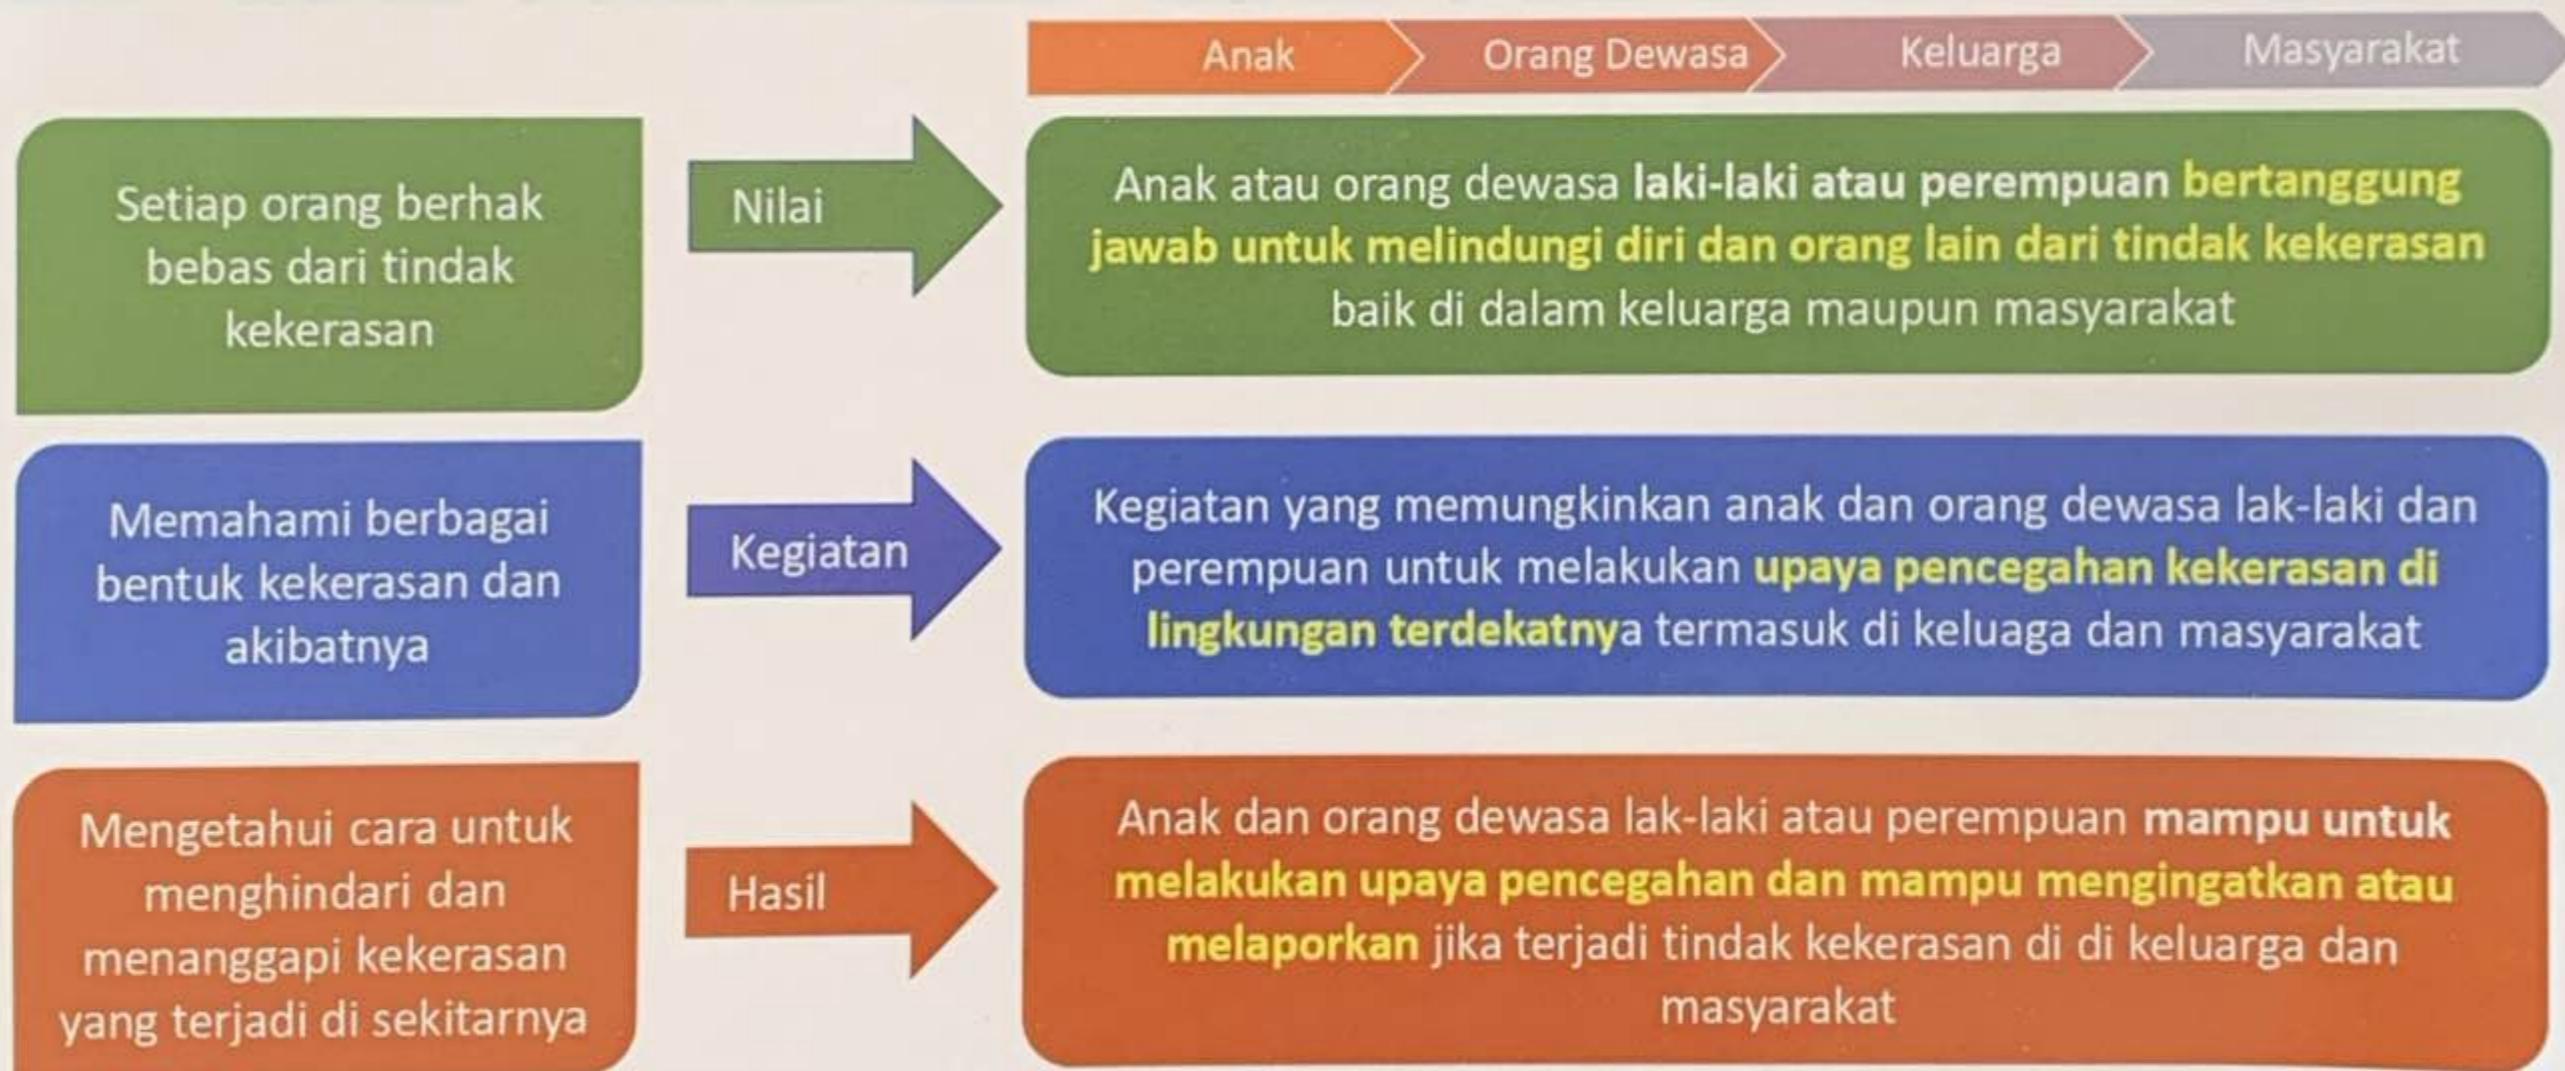 Anak
Orang Dewasa
Keluarga
Masyarakat
Setiap orang berhak
bebas dari tindak
kekerasan
Nilai
Anak atau orang dewasa laki-laki atau perempuan bertanggung
jawab untuk melindungi diri dan orang lain dari tindak kekerasan
baik di dalam keluarga maupun masyarakat
Memahami berbagai
bentuk kekerasan dan
akibatnya
Kegiatan
Kegiatan yang memungkinkan anak dan orang dewasa lak-laki dan
perempuan untuk melakukan upaya pencegahan kekerasan di
lingkungan terdekatnya termasuk di keluaga dan masyarakat
Mengetahui cara untuk
menghindari dan
menanggapi kekerasan
yang terjadi di sekitarnya
Hasil
Anak dan orang dewasa lak-laki atau perempuan mampu untuk
melakukan upaya pencegahan dan mampu mengingatkan atau
melaporkan jika terjadi tindak kekerasan di di keluarga dan
masyarakat